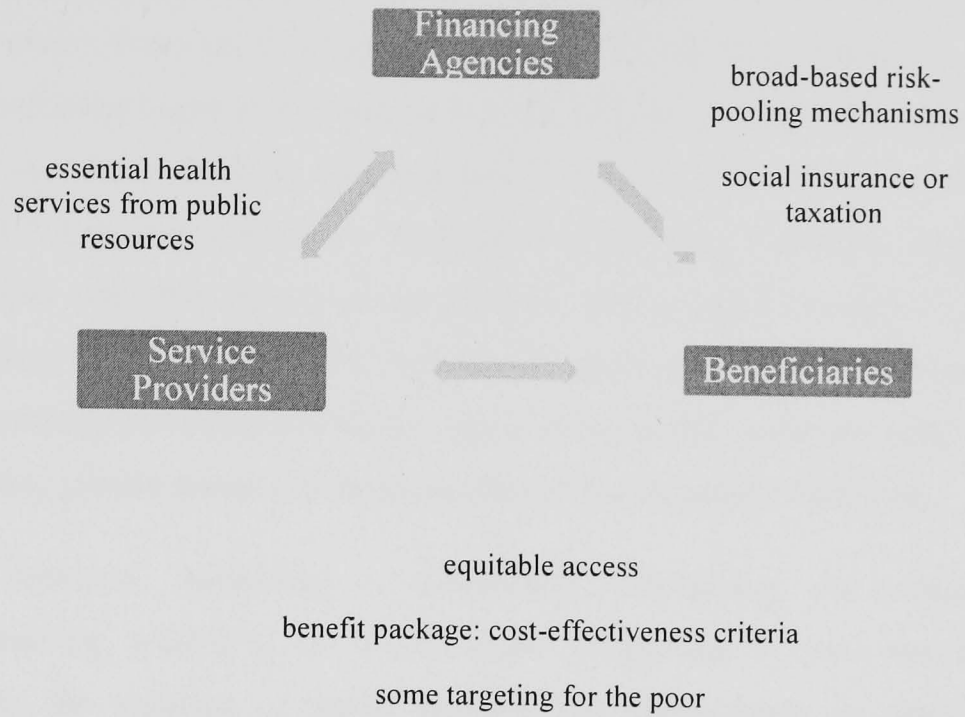 Financing
Agencies
broad-based risk-
pooling mechanisms
social insurance or
taxation
essential health
services from public
resources
Service
Providers
Beneficiaries
equitable access
benefit package: cost-effectiveness criteria
some targeting for the poor